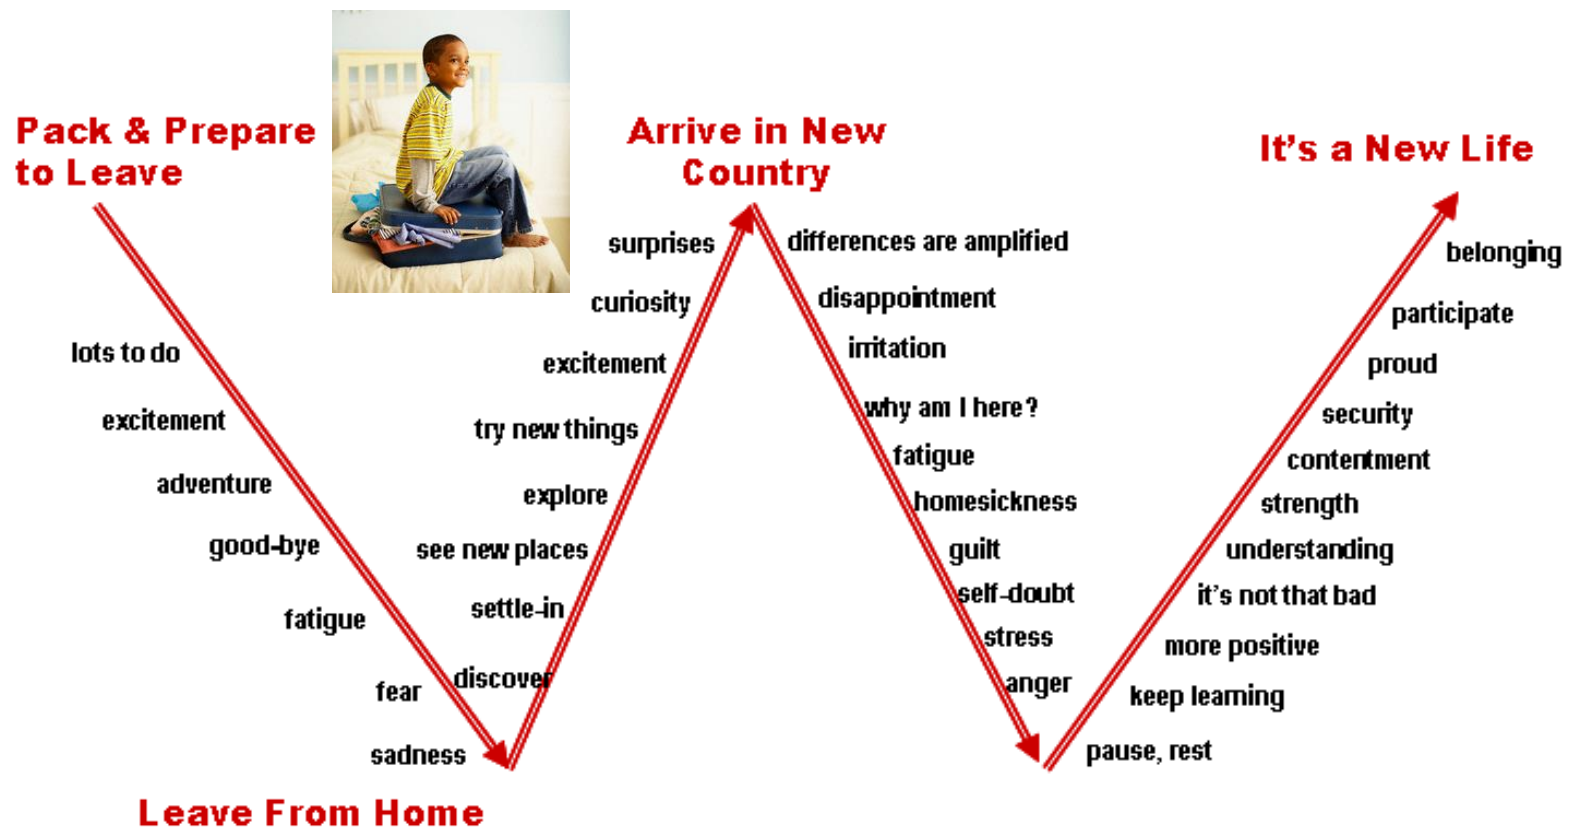 Pack & Prepare
to Leave
lots to do
excitement
adventure
good-bye
fatigue
fear
sadness
Leave From Home
discover
settle-in
see new places
explore
try new things
excitement
curiosity
surprises
Arrive in New
Country
differences are amplified
disappointment
irritation
why am I here?
fatigue
homesickness
guilt
self-doubt
stress
anger
pause, rest
keep learning
more positive
it's not that bad
understanding
strength
contentment
security
proud
participate
belonging
It's a New Life